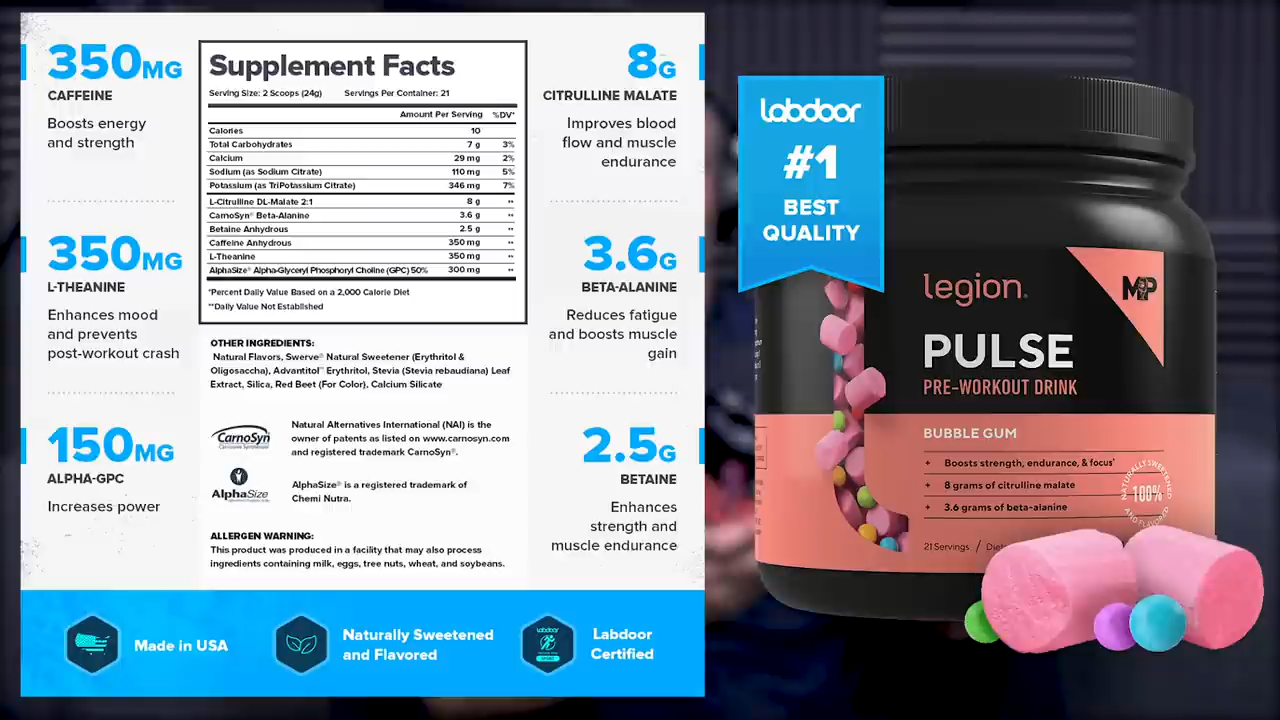 350MG
CAFFEINE
Boosts energy
and strength
350MG
L-THEANINE
Enhances mood
and prevents
post-workout crash
150MG
ALPHA-GPC
Increases power
Supplement Facts
Serving Size: 2 Scoops (24g) Servings Per Container: 21
Amount Per Serving %DV*
Calories 10
Total Carbohydrates 7 g 3%
Calcium 29 mg 2%
Sodium (as Sodium Citrate) 110 mg 5%
Potassium (as TriPotassium Citrate) 346 mg 7%
L-Citrulline DL-Malate 2:1 8 g **
CarnoSyn® Beta-Alanine 3.6 g **
Betaine Anhydrous 2.5 g **
Caffeine Anhydrous 350 mg **
L-Theanine 350 mg **
AlphaSize® Alpha-Glyceryl Phosphoryl Choline (GPC) 50% 300 mg **
*Percent Daily Value Based on a 2,000 Calorie Diet
**Daily Value Not Established
OTHER INGREDIENTS:
Natural Flavors, Swerve® Natural Sweetener (Erythritol &
Oligosaccha), Advantitol™ Erythritol, Stevia (Stevia rebaudiana) Leaf
Extract, Silica, Red Beet (For Color), Calcium Silicate
CarnoSyn
Natural Alternatives International (NAI) is the
owner of patents as listed on www.carnosyn.com
and registered trademark CarnoSyn®.
AlphaSize
AlphaSize® is a registered trademark of
Chemi Nutra.
ALLERGEN WARNING:
This product was produced in a facility that may also process
ingredients containing milk, eggs, tree nuts, wheat, and soybeans.
8G
CITRULLINE MALATE
Improves blood
flow and muscle
endurance
3.6G
BETA-ALANINE
Reduces fatigue
and boosts muscle
gain
2.5G
BETAINE
Enhances
strength and
muscle endurance
Made in USA
Naturally Sweetened
and Flavored
labdoor
Labdoor
Certified
labdoor
#1
BEST
QUALITY
legion®
MP
PULSE
PRE-WORKOUT DRINK
BUBBLE GUM
+ Boosts strength, endurance, & focus*
+ 8 grams of citrulline malate
+ 3.6 grams of beta-alanine
NATURALLY SWEETENED
100%
AND FLAVORED
21 Servings /